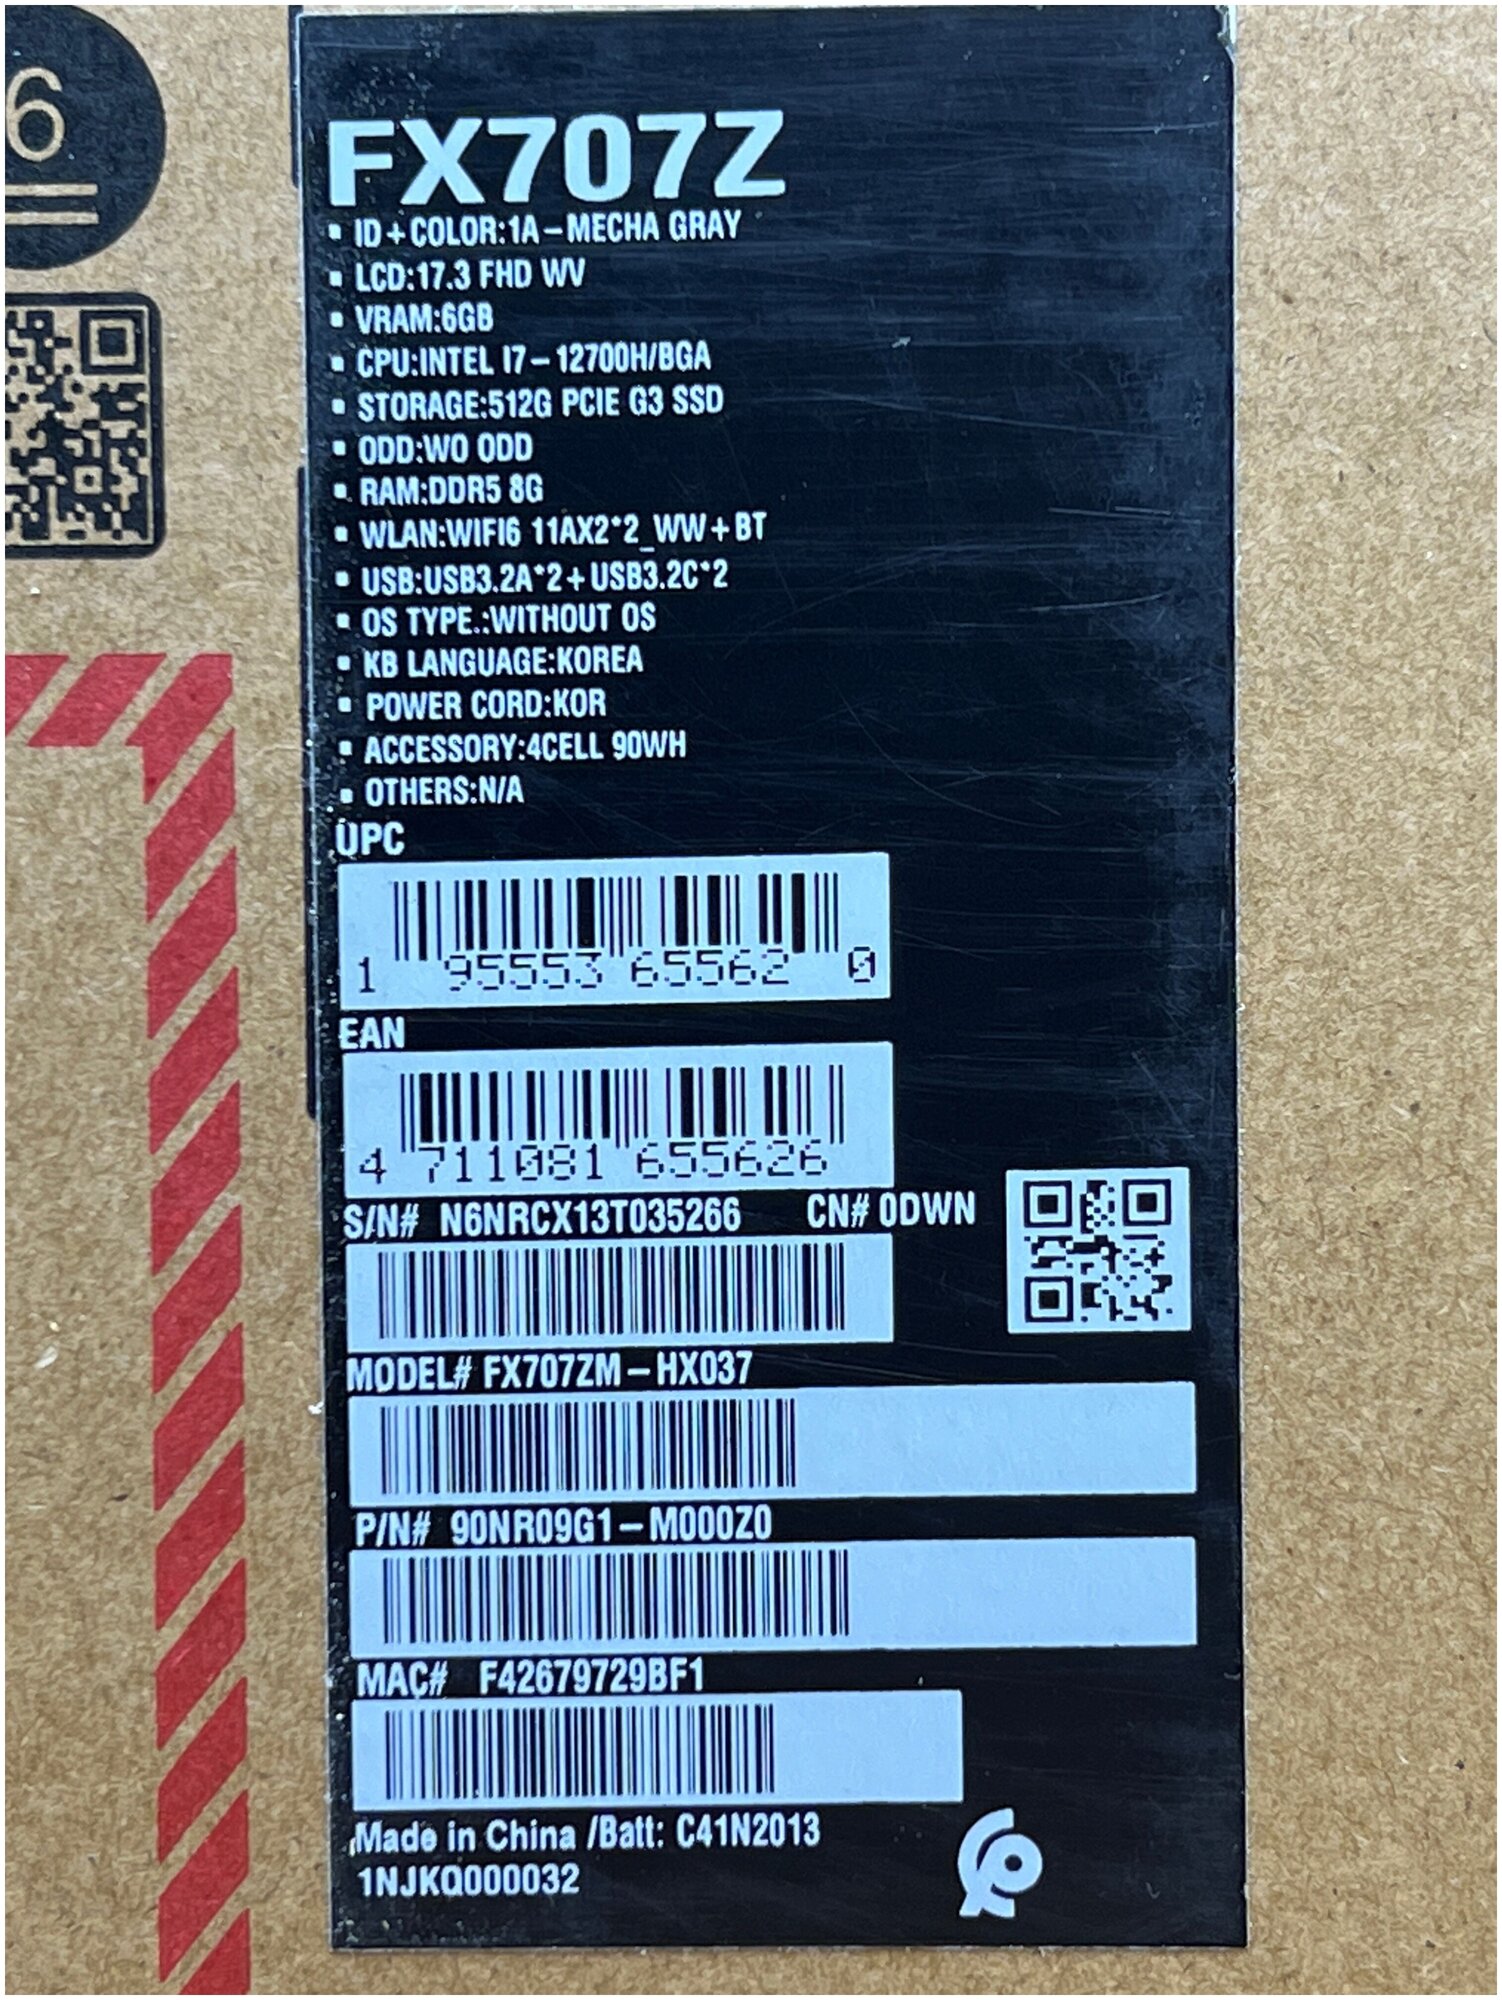 6
FX707Z
▪ ID+COLOR:1A-MECHA GRAY
▪ LCD:17.3 FHD WV
▪ VRAM:6GB
▪ CPU:INTEL I7-12700H/BGA
▪ STORAGE:512G PCIE G3 SSD
▪ ODD:WO ODD
▪ RAM:DDR5 8G
▪ WLAN:WIFI6 11AX2*2_WW+BT
▪ USB:USB3.2A*2+USB3.2C*2
▪ OS TYPE.:WITHOUT OS
▪ KB LANGUAGE:KOREA
▪ POWER CORD:KOR
▪ ACCESSORY:4CELL 90WH
▪ OTHERS:N/A
UPC
1 95553 65562 0
EAN
4 711081 655626
S/N# N6NRCX13T035266 CN# 0DWN
MODEL# FX707ZM-HX037
P/N# 90NR09G1-M000Z0
MAC# F42679729BF1
Made in China /Batt: C41N2013
1NJKQ000032